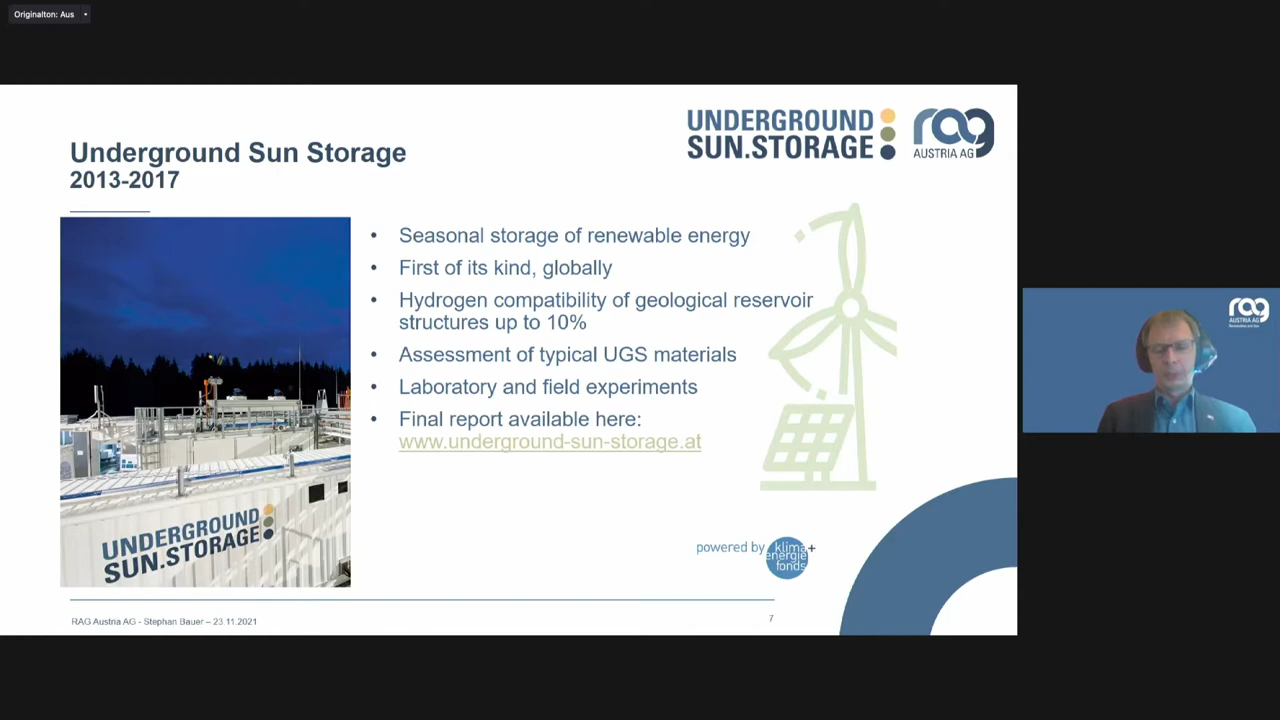 Originalton: Aus
UNDERGROUND
SUN.STORAGE
rag
AUSTRIA AG
Underground Sun Storage
2013-2017
• Seasonal storage of renewable energy
• First of its kind, globally
• Hydrogen compatibility of geological reservoir
structures up to 10%
• Assessment of typical UGS materials
• Laboratory and field experiments
• Final report available here:
www.underground-sun-storage.at
UNDERGROUND
SUN.STORAGE
powered by klima+
energie
fonds
RAG Austria AG - Stephan Bauer – 23.11.2021
7
rag
AUSTRIA AG